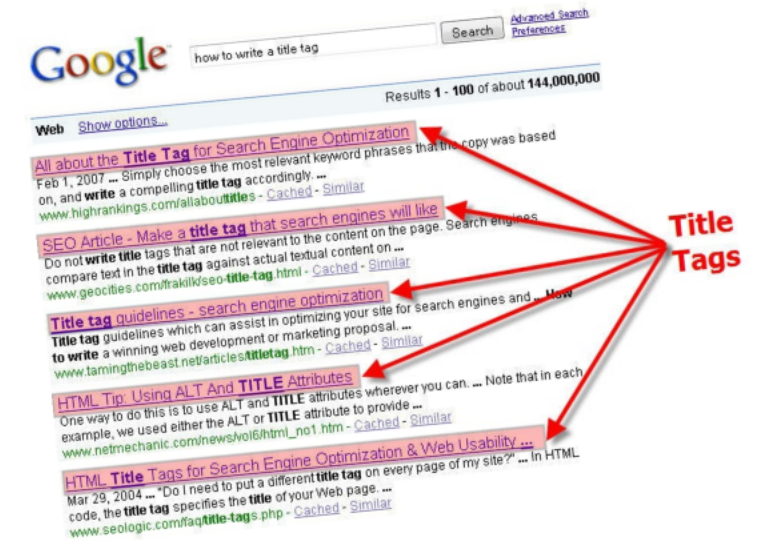 Google
how to write a title tag
Search
Advanced Search
Preferences
Web Show options...
Results 1 - 100 of about 144,000,000
All about the Title Tag for Search Engine Optimization
Feb 1, 2007 ... Simply choose the most relevant keyword phrases that the copy was based
on, and write a compelling title tag accordingly. ...
www.highrankings.com/allabouttitles - Cached - Similar
SEO Article - Make a title tag that search engines will like
Do not write title tags that are not relevant to the content on the page. Search engines
compare text in the title tag against actual textual content on ...
www.geocities.com/frakilk/seo-title-tag.html - Cached - Similar
Title tag guidelines - search engine optimization
Title tag guidelines which can assist in optimizing your site for search engines and ... How
to write a winning web development or marketing proposal. ...
www.tamingthebeast.net/articles/titletag.htm - Cached - Similar
HTML Tip: Using ALT And TITLE Attributes
One way to do this is to use ALT and TITLE attributes wherever you can. ... Note that in each
example, we used either the ALT or TITLE attribute to provide ...
www.netmechanic.com/news/vol6/html_no1.htm - Cached - Similar
HTML Title Tags for Search Engine Optimization & Web Usability ...
Mar 29, 2004 ... "Do I need to put a different title tag on every page of my site?" ... In HTML
code, the title tag specifies the title of your Web page. ...
www.seologic.com/faq/title-tags.php - Cached - Similar
Title
Tags